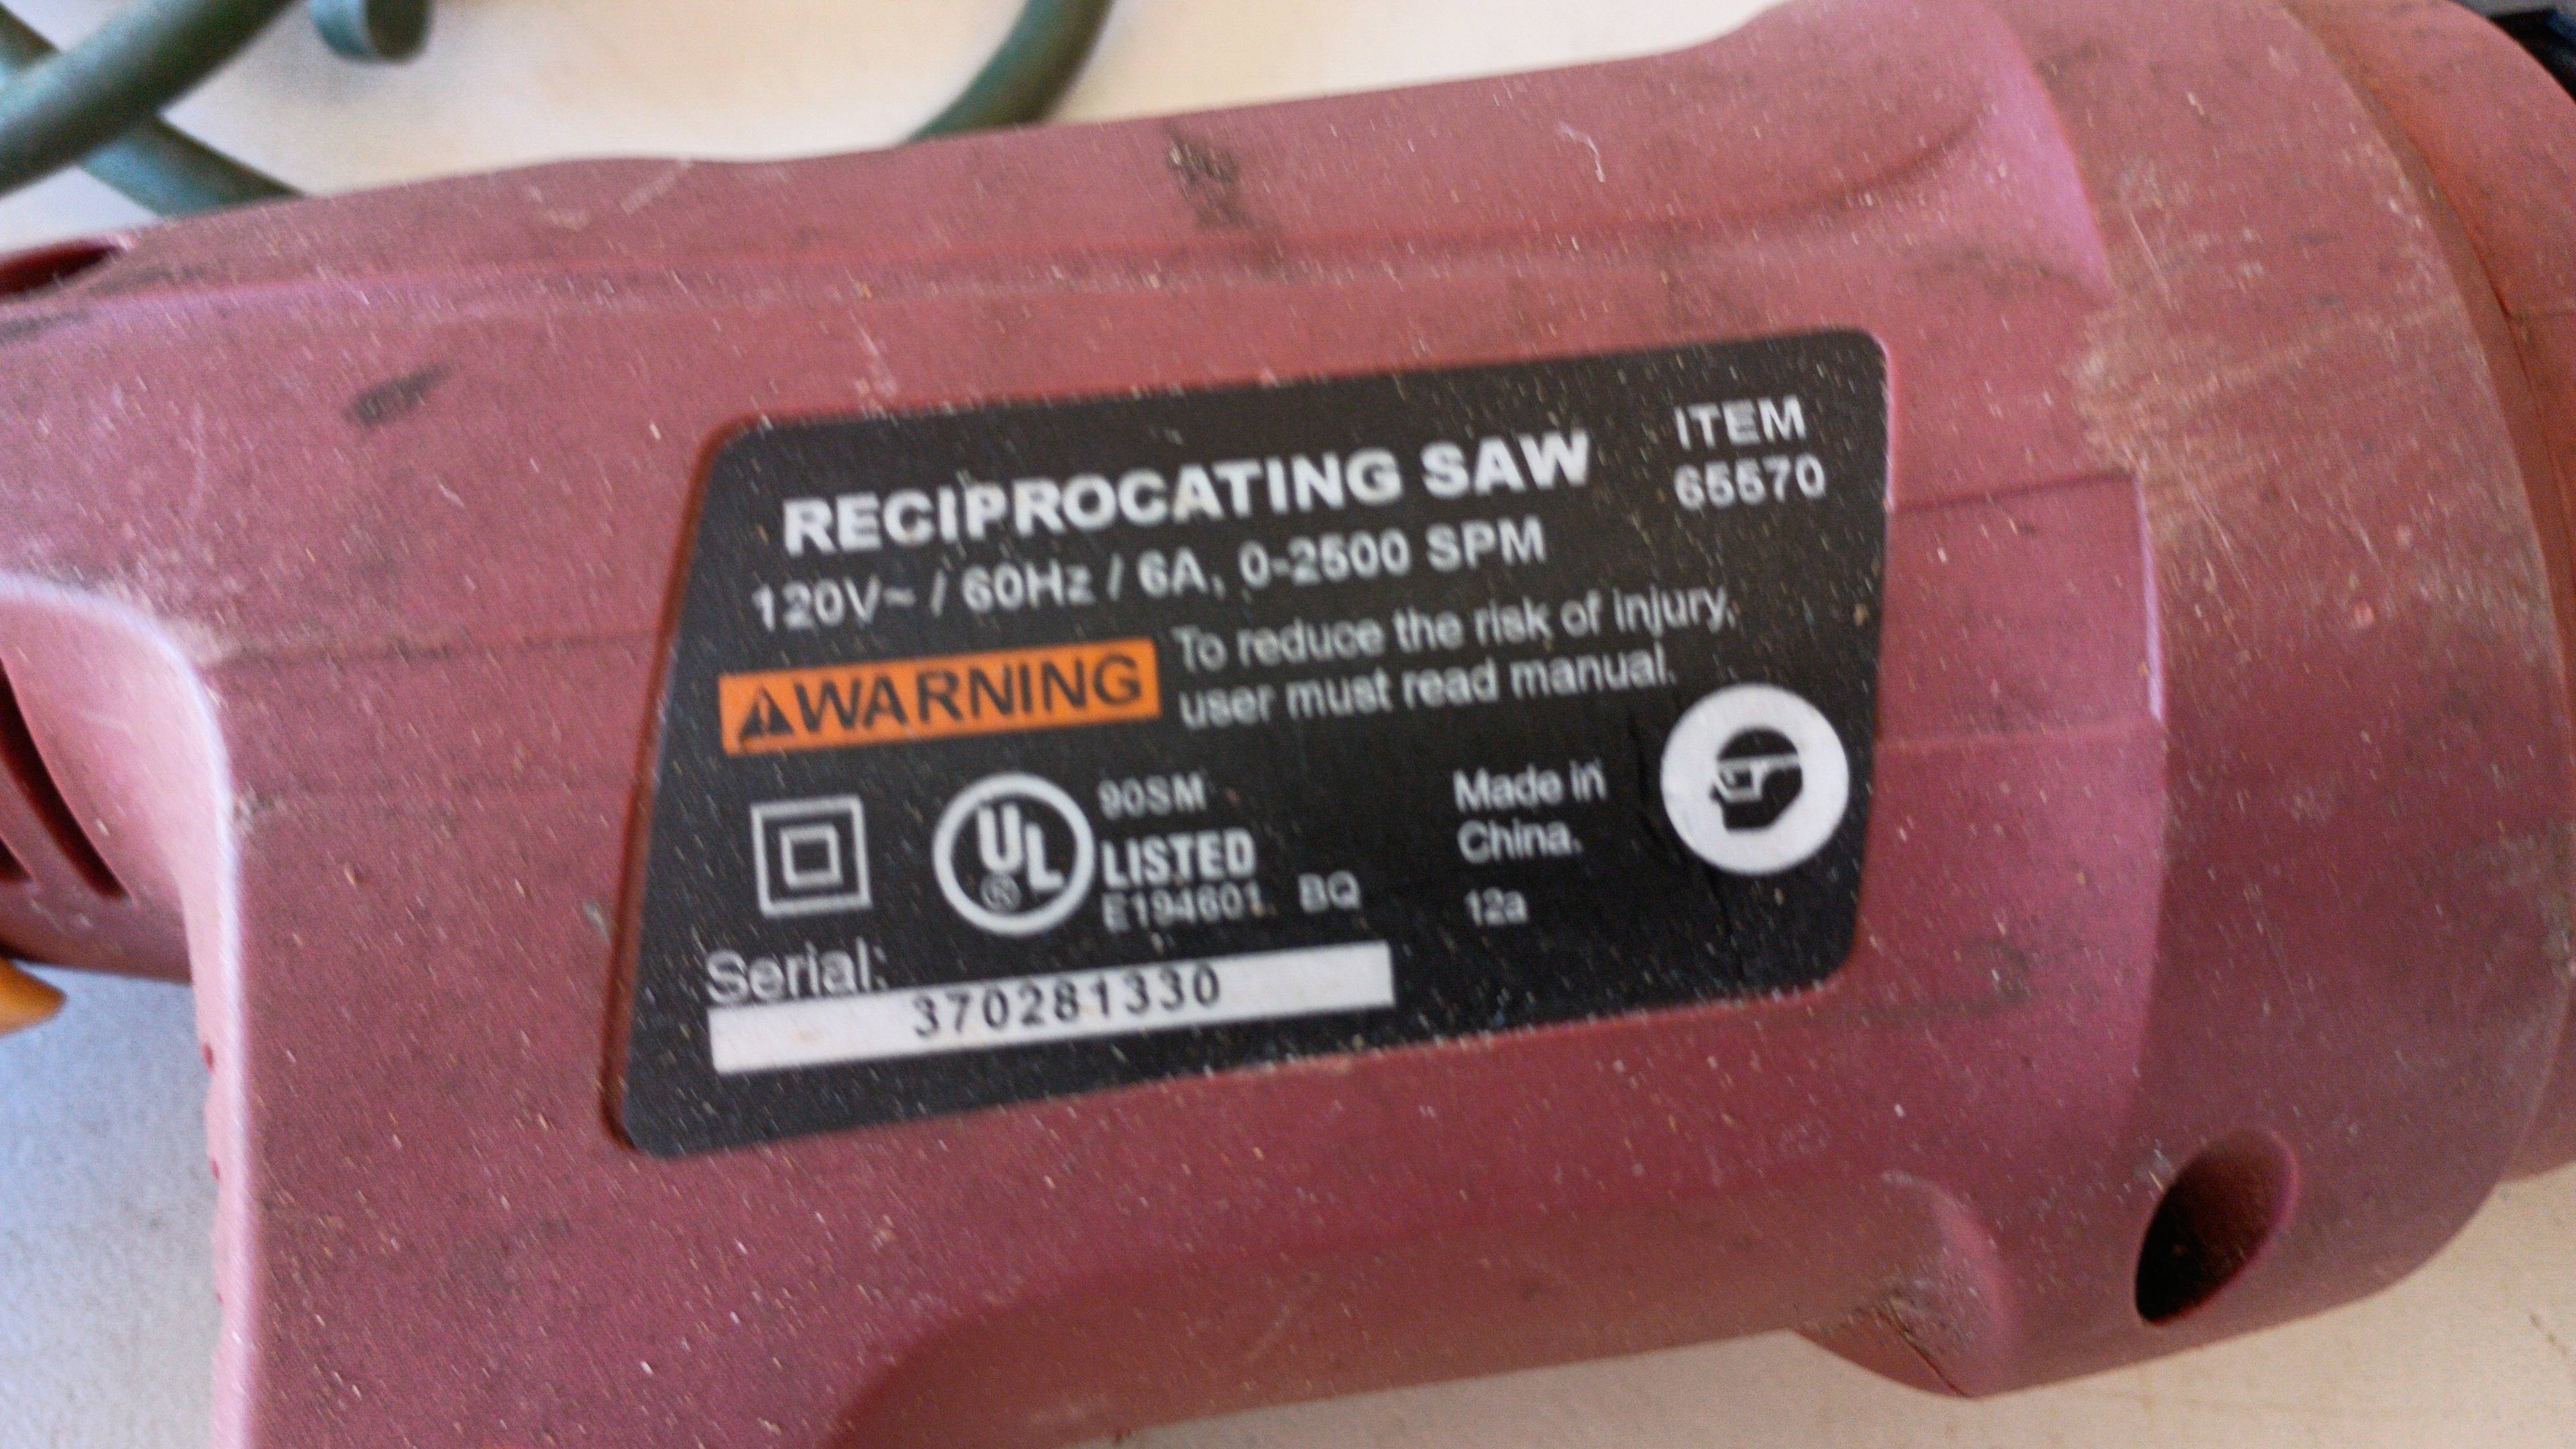 RECIPROCATING SAW
ITEM
65570
120V~ / 60Hz / 6A, 0-2500 SPM
WARNING
To reduce the risk of injury,
user must read manual.
UL
90SM
LISTED
E194601 BQ
Made in
China.
12a
Serial:
370281330